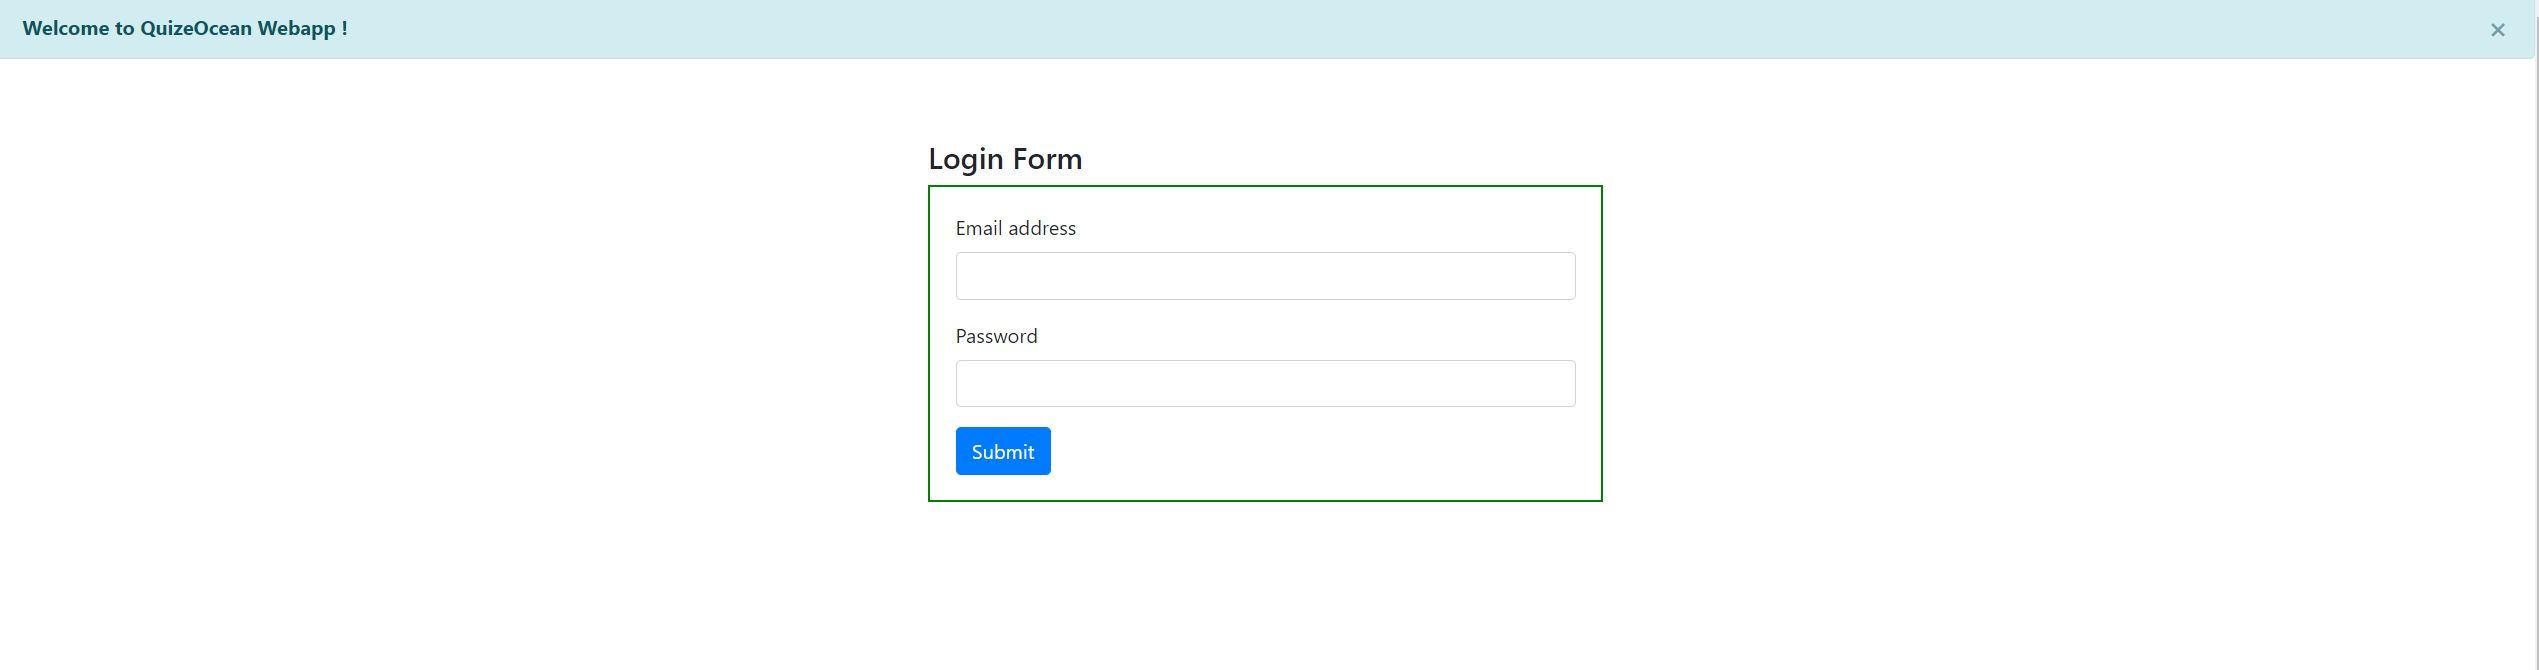 Welcome to QuizeOcean Webapp !
×
Login Form
Email address
Password
Submit